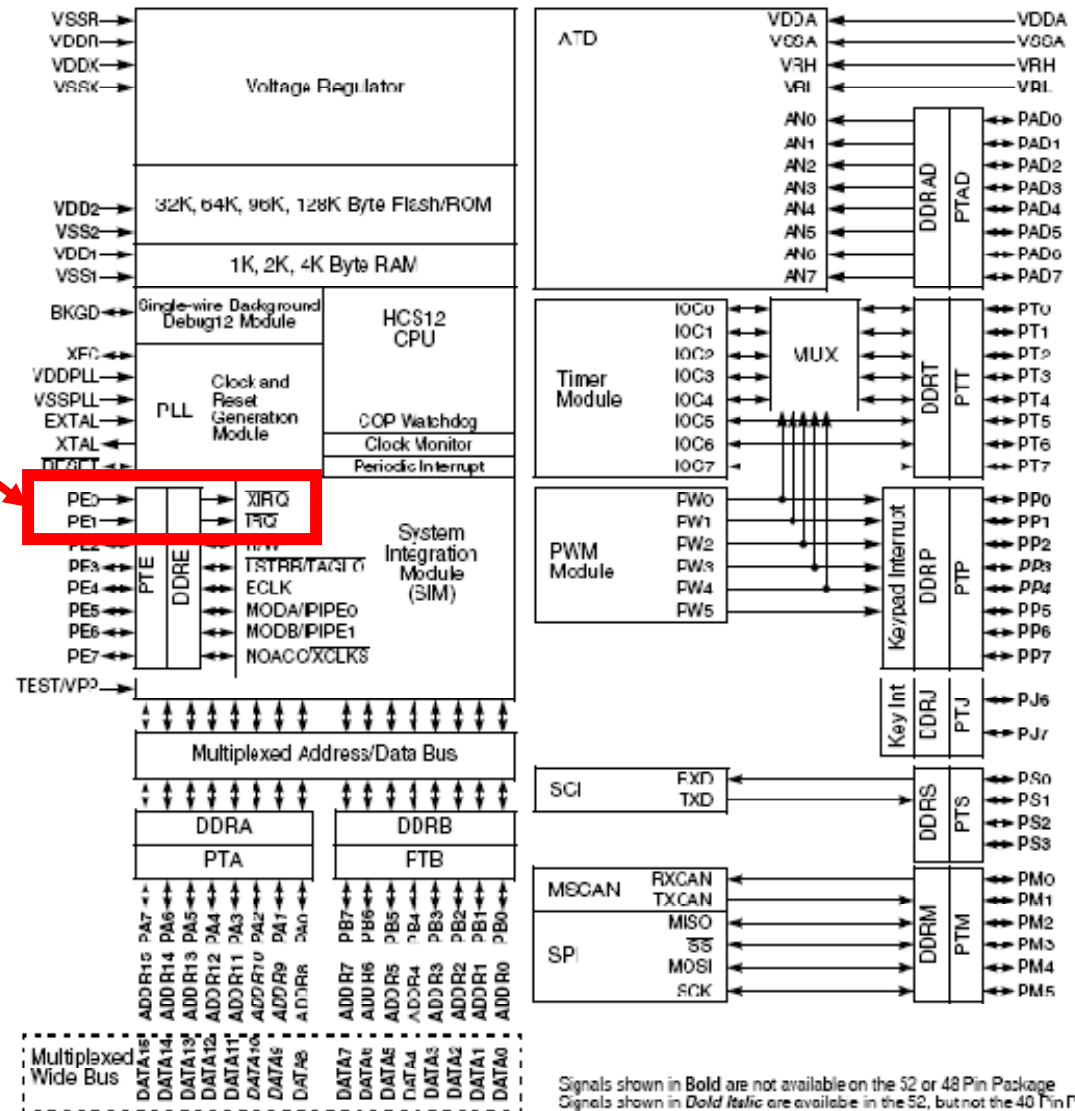 VSSR
VDDR
VDDX
VSSX
Voltage Regulator
VDD2
VSS2
32K, 64K, 96K, 128K Byte Flash/ROM
VDD1
VSS1
1K, 2K, 4K Byte RAM
BKGD
Single-wire Background
Debug12 Module
HCS12
CPU
XFC
VDDPLL
VSSPLL
EXTAL
XTAL
RESET
PLL
Clock and
Reset
Generation
Module
COP Watchdog
Clock Monitor
Periodic Interrupt
PE0
PE1
PE2
PE3
PE4
PE5
PE6
PE7
TEST/VPP
PTE
DDRE
XIRQ
IRQ
R/W
LSTRB/TAGLO
ECLK
MODA/IPIPE0
MODB/IPIPE1
NOACC/XCLKS
System
Integration
Module
(SIM)
Multiplexed Address/Data Bus
DDRA
PTA
DDRB
PTB
PA7
PA6
PA5
PA4
PA3
PA2
PA1
PA0
PB7
PB6
PB5
PB4
PB3
PB2
PB1
PB0
ADDR15
ADDR14
ADDR13
ADDR12
ADDR11
ADDR10
ADDR9
ADDR8
ADDR7
ADDR6
ADDR5
ADDR4
ADDR3
ADDR2
ADDR1
ADDR0
Multiplexed
Wide Bus
DATA15
DATA14
DATA13
DATA12
DATA11
DATA10
DATA9
DATA8
DATA7
DATA6
DATA5
DATA4
DATA3
DATA2
DATA1
DATA0
ATD
VDDA
VSSA
VRH
VRL
AN0
AN1
AN2
AN3
AN4
AN5
AN6
AN7
DDRAD
PTAD
VDDA
VSSA
VRH
VRL
PAD0
PAD1
PAD2
PAD3
PAD4
PAD5
PAD6
PAD7
Timer
Module
IOC0
IOC1
IOC2
IOC3
IOC4
IOC5
IOC6
IOC7
MUX
DDRT
PTT
PT0
PT1
PT2
PT3
PT4
PT5
PT6
PT7
PWM
Module
PW0
PW1
PW2
PW3
PW4
PW5
Keypad Interrupt
DDRP
PTP
PP0
PP1
PP2
PP3
PP4
PP5
PP6
PP7
Key Int
DDRJ
PTJ
PJ6
PJ7
SCI
RXD
TXD
DDRS
PTS
PS0
PS1
PS2
PS3
MSCAN
RXCAN
TXCAN
SPI
MISO
SS
MOSI
SCK
DDRM
PTM
PM0
PM1
PM2
PM3
PM4
PM5
Signals shown in Bold are not available on the 52 or 48 Pin Package
Signals shown in Bold Italic are available in the 52, but not the 48 Pin P